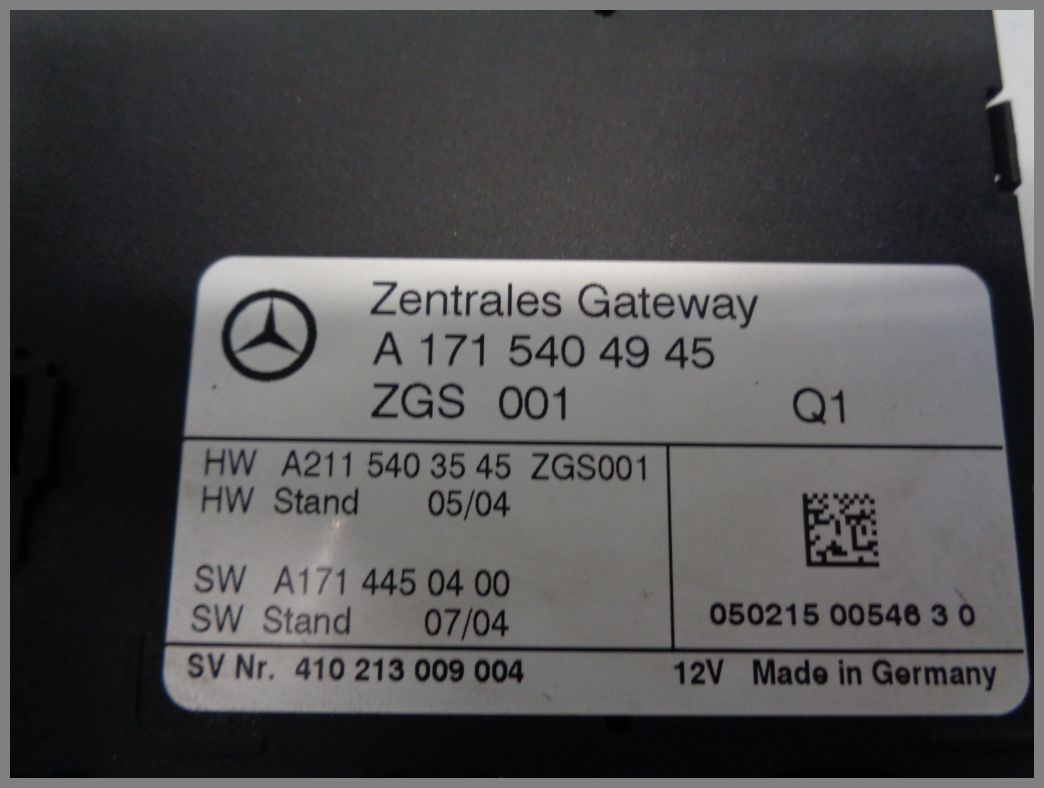 Zentrales Gateway
A 171 540 49 45
ZGS 001 Q1
HW A211 540 35 45 ZGS001
HW Stand 05/04
SW A171 445 04 00
SW Stand 07/04
050215 00546 3 0
SV Nr. 410 213 009 004 12V Made in Germany